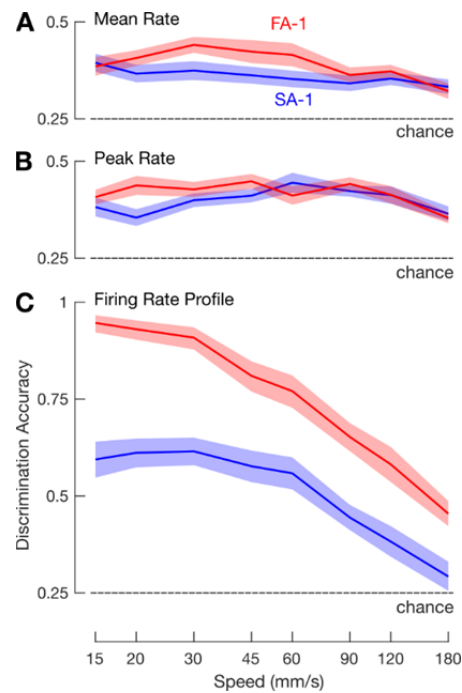 A Mean Rate
0.5
FA-1
SA-1
0.25
chance
B Peak Rate
0.5
0.25
chance
C Firing Rate Profile
1
0.75
0.5
0.25
chance
Discrimination Accuracy
15 20 30 45 60 90 120 180
Speed (mm/s)